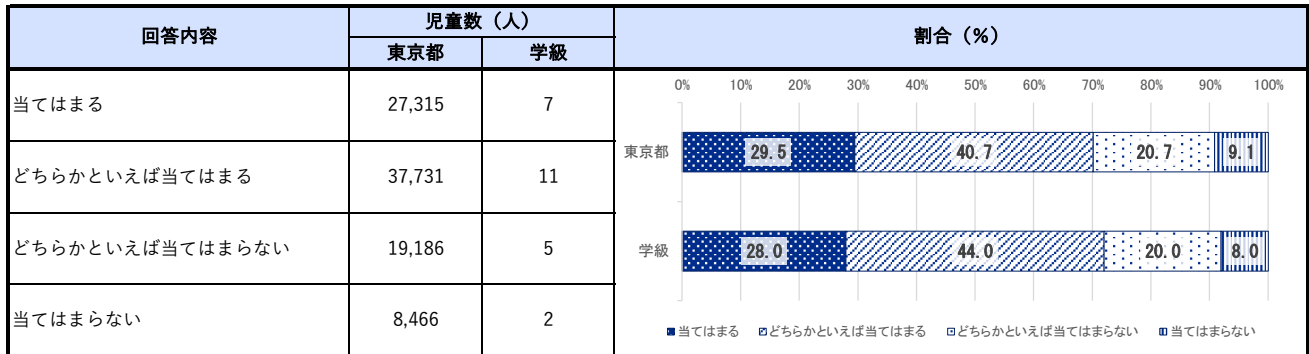 回答内容 児童数（人） 割合（%）
東京都 学級
当てはまる 27,315 7
どちらかといえば当てはまる 37,731 11
どちらかといえば当てはまらない 19,186 5
当てはまらない 8,466 2
0% 10% 20% 30% 40% 50% 60% 70% 80% 90% 100%
東京都 29.5 40.7 20.7 9.1
学級 28.0 44.0 20.0 8.0
当てはまる どちらかといえば当てはまる どちらかといえば当てはまらない 当てはまらない